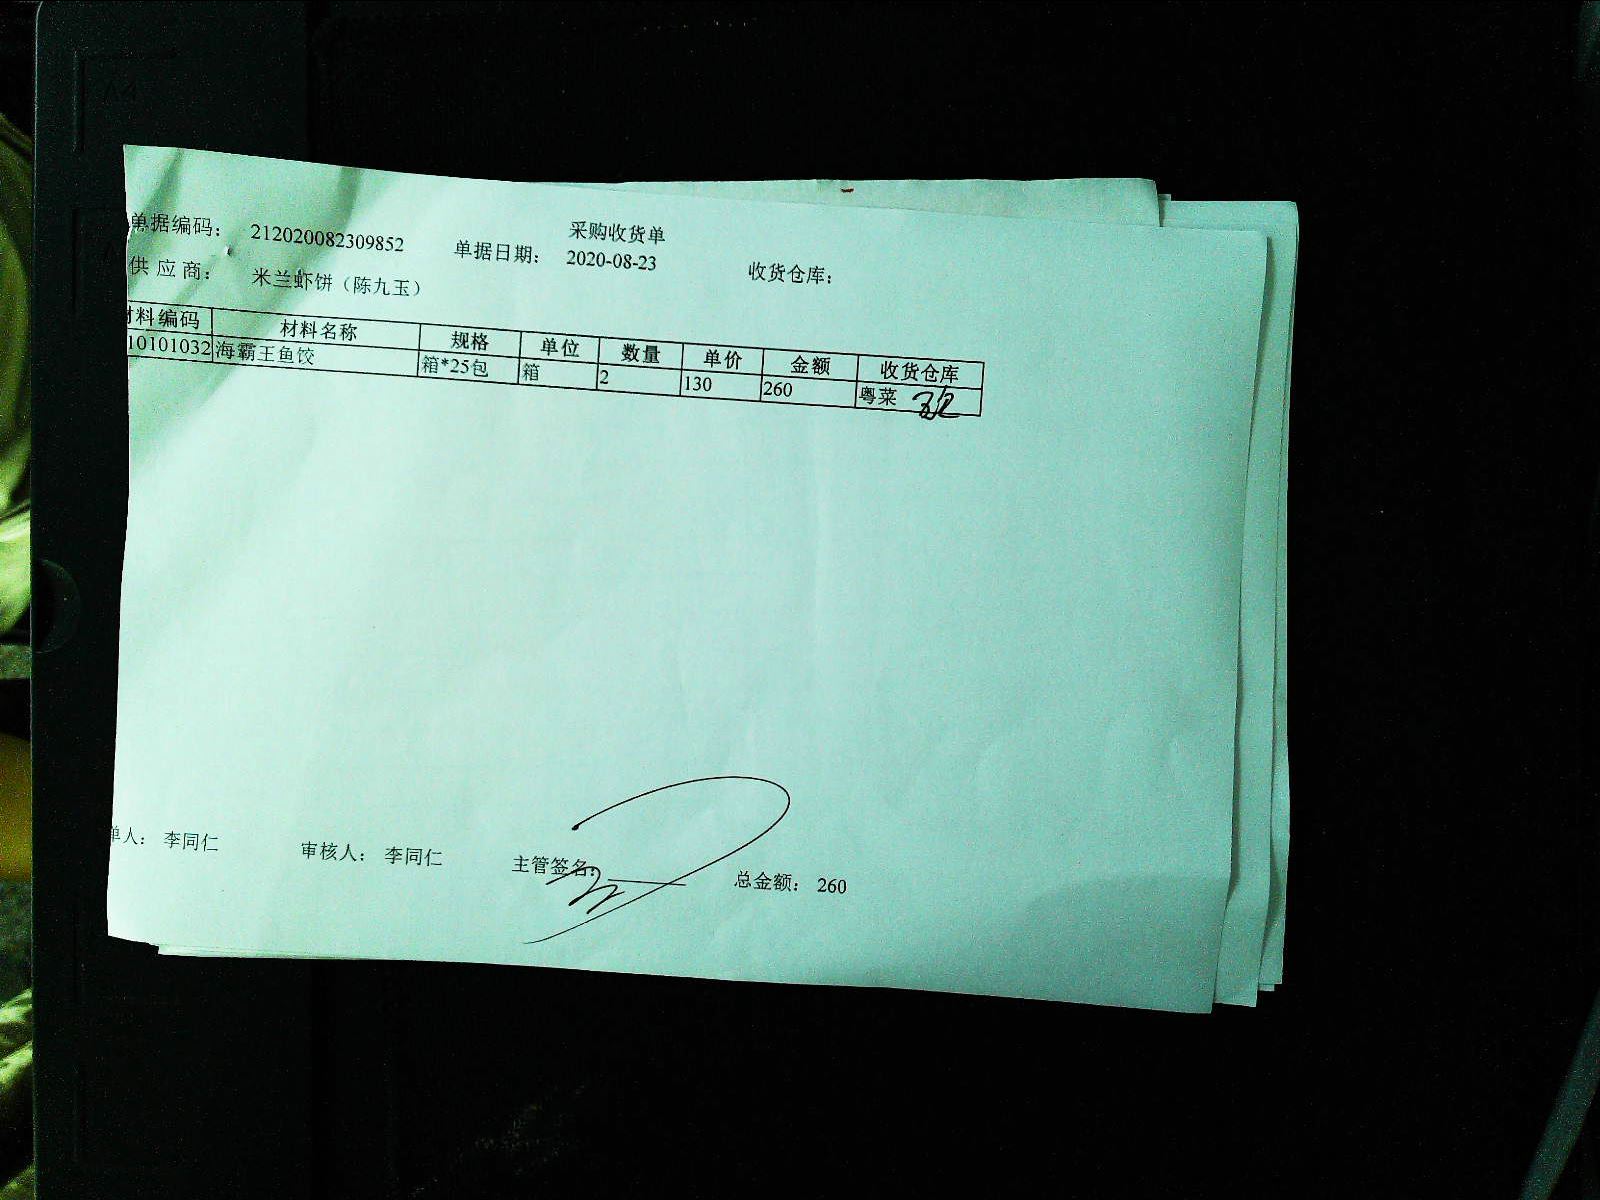 采购收货单
单据编码： 212020082309852 单据日期： 2020-08-23 收货仓库：
供 应 商： 米兰虾饼（陈九玉）
材料编码 材料名称 规格 单位 数量 单价 金额 收货仓库
10101032 海霸王鱼饺 箱*25包 箱 2 130 260 粤菜
单人： 李同仁 审核人： 李同仁 主管签名： 总金额： 260